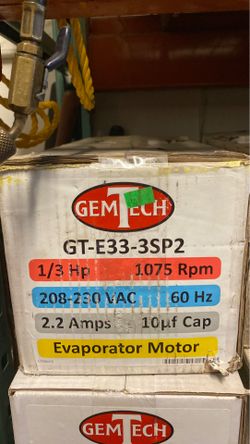 GEMTECH
GT-E33-3SP2
1/3 Hp 1075 Rpm
208-230 VAC 60 Hz
2.2 Amps 10µf Cap
Evaporator Motor
GEMTECH